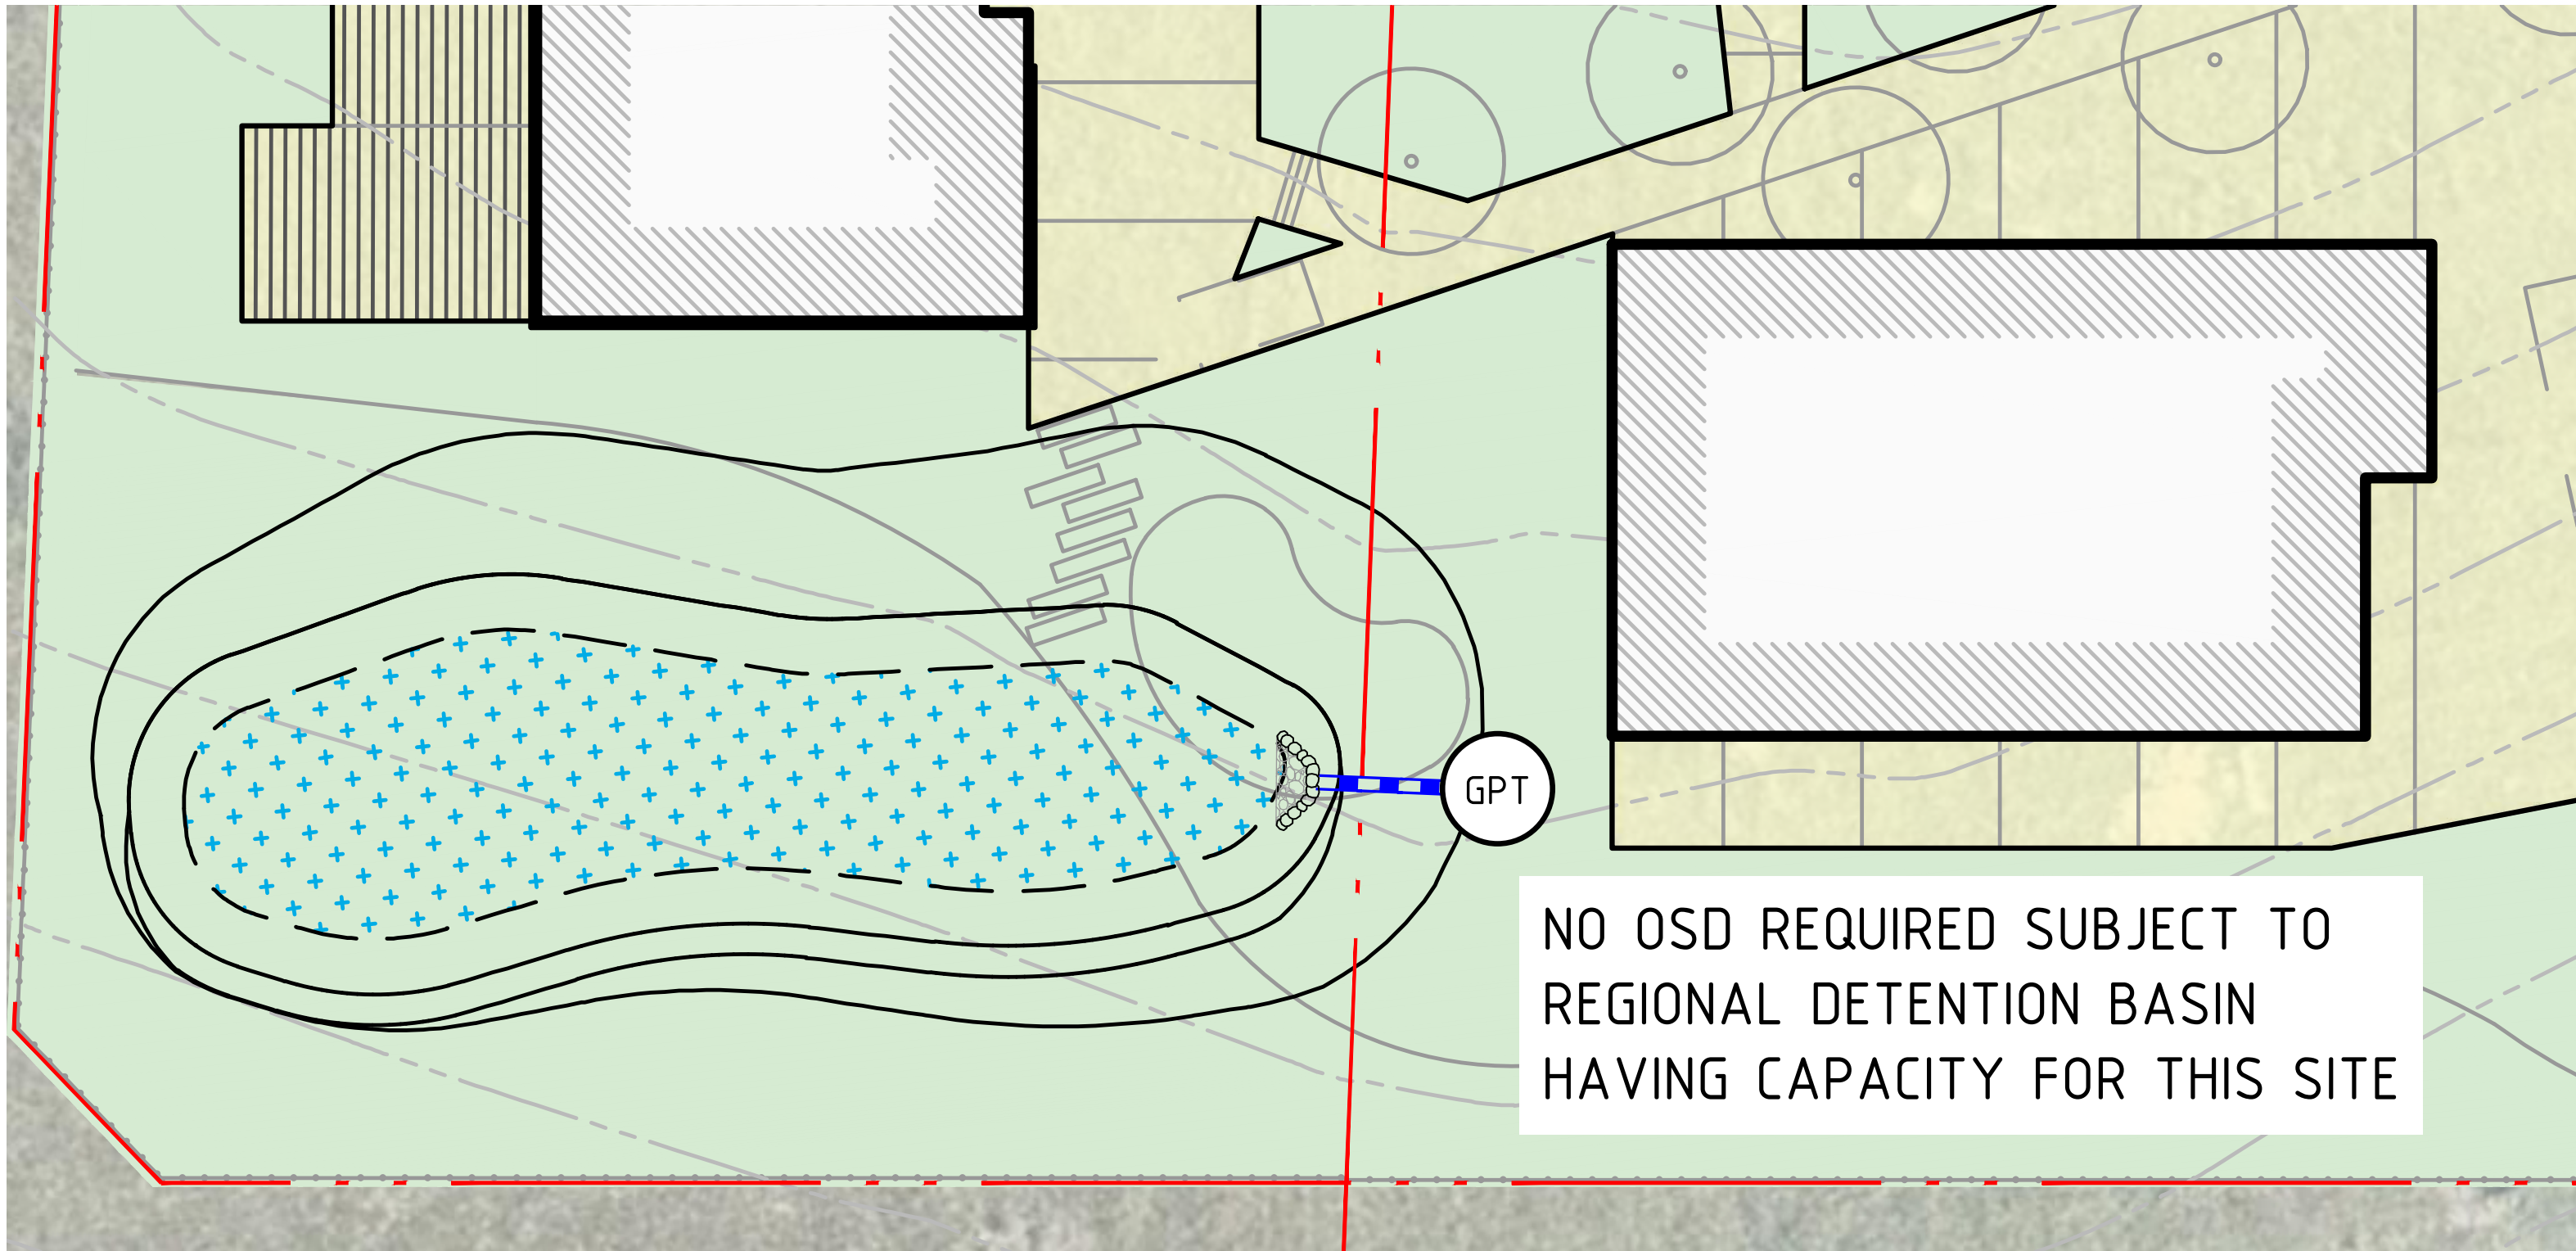 GPT
NO OSD REQUIRED SUBJECT TO
REGIONAL DETENTION BASIN
HAVING CAPACITY FOR THIS SITE